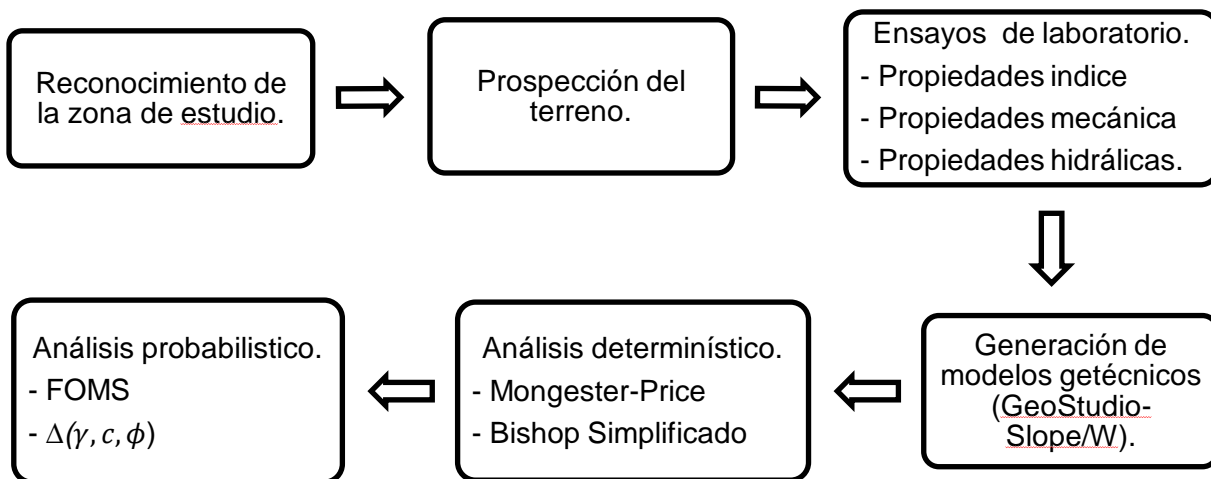 Reconocimiento de
la zona de estudio.
Prospección del
terreno.
Ensayos de laboratorio.
- Propiedades indice
- Propiedades mecánica
- Propiedades hidrálicas.
Generación de
modelos getécnicos
(GeoStudio-
Slope/W).
Análisis determinístico.
- Mongester-Price
- Bishop Simplificado
Análisis probabilistico.
- FOMS
- Δ(γ, c, ϕ)